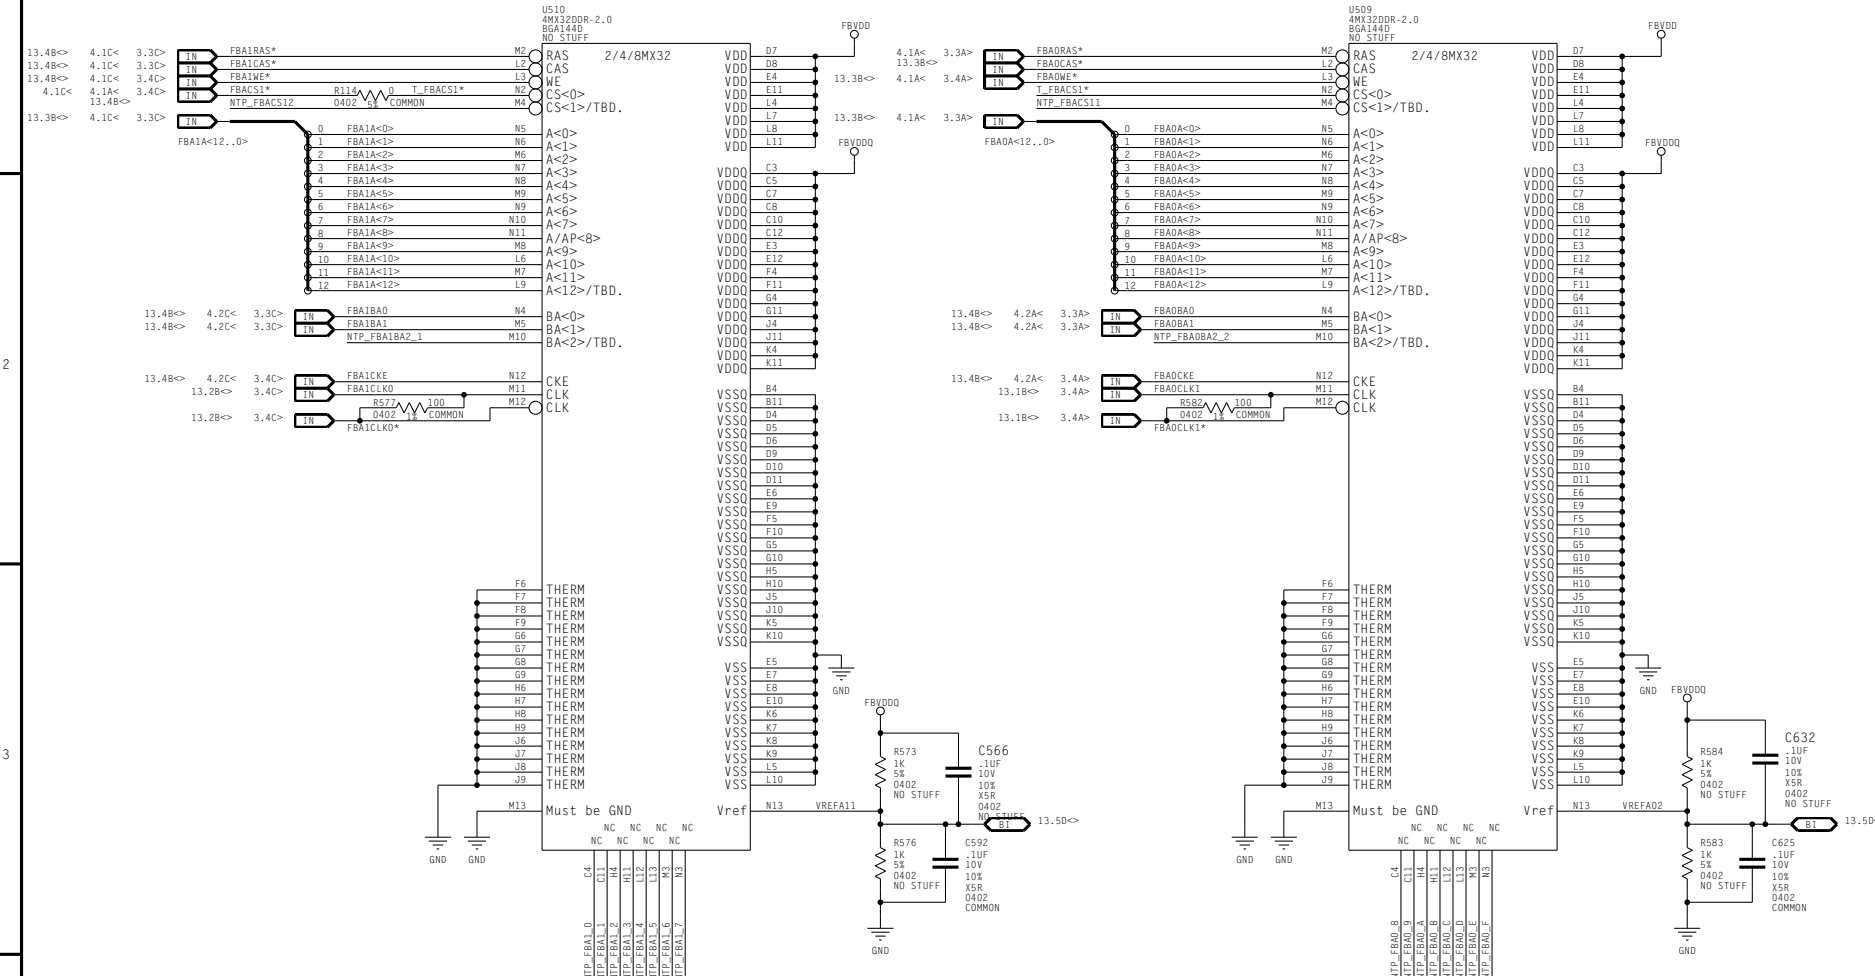 U510
4MX32DDR-2.0
BGA144D
NO STUFF
2/4/8MX32
FBVDD
13.4B<> 4.1C< 3.3C> IN FBA1RAS* M2 RAS
13.4B<> 4.1C< 3.3C> IN FBA1CAS* L2 CAS
13.4B<> 4.1C< 3.4C> IN FBA1WE* L3 WE
4.1C< 4.1A< 3.4C> IN FBACS1* R114 0 T_FBACS1* N2 CS<0>
13.4B<> NTP_FBACS12 0402 5% COMMON M4 CS<1>/TBD.
13.3B<> 4.1C< 3.3C> IN
FBA1A<12..0>
0 FBA1A<0> N5 A<0>
1 FBA1A<1> N6 A<1>
2 FBA1A<2> M6 A<2>
3 FBA1A<3> N7 A<3>
4 FBA1A<4> N8 A<4>
5 FBA1A<5> M9 A<5>
6 FBA1A<6> N9 A<6>
7 FBA1A<7> N10 A<7>
8 FBA1A<8> N11 A/AP<8>
9 FBA1A<9> M8 A<9>
10 FBA1A<10> L6 A<10>
11 FBA1A<11> M7 A<11>
12 FBA1A<12> L9 A<12>/TBD.
13.4B<> 4.2C< 3.3C> IN FBA1BA0 N4 BA<0>
13.4B<> 4.2C< 3.3C> IN FBA1BA1 M5 BA<1>
NTP_FBA1BA2_1 M10 BA<2>/TBD.
13.4B<> 4.2C< 3.4C> IN FBA1CKE N12 CKE
13.2B<> 3.4C> IN FBA1CLK0 M11 CLK
R577 100 M12 CLK
0402 1% COMMON
13.2B<> 3.4C> IN
FBA1CLK0*
VDD D7
VDD D8
VDD E4
VDD E11
VDD L4
VDD L7
VDD L8
VDD L11
FBVDDQ
VDDQ C3
VDDQ C5
VDDQ C7
VDDQ C8
VDDQ C10
VDDQ C12
VDDQ E3
VDDQ E12
VDDQ F4
VDDQ F11
VDDQ G4
VDDQ G11
VDDQ J4
VDDQ J11
VDDQ K4
VDDQ K11
VSSQ B4
VSSQ B11
VSSQ D4
VSSQ D5
VSSQ D6
VSSQ D9
VSSQ D10
VSSQ D11
VSSQ E6
VSSQ E9
VSSQ F5
VSSQ F10
VSSQ G5
VSSQ G10
VSSQ H5
VSSQ H10
VSSQ J5
VSSQ J10
VSSQ K5
VSSQ K10
VSS E5
VSS E7
VSS E8
VSS E10
VSS K6
VSS K7
VSS K8
VSS K9
VSS L5
VSS L10
GND
F6 THERM
F7 THERM
F8 THERM
F9 THERM
G6 THERM
G7 THERM
G8 THERM
G9 THERM
H6 THERM
H7 THERM
H8 THERM
H9 THERM
J6 THERM
J7 THERM
J8 THERM
J9 THERM
M13 Must be GND
Vref N13 VREFA11
GND GND
NC NC NC NC
NC NC NC NC
C4 C11 H4 H11 L12 L13 M3 N3
NTP_FBA1_0
NTP_FBA1_1
NTP_FBA1_2
NTP_FBA1_3
NTP_FBA1_4
NTP_FBA1_5
NTP_FBA1_6
NTP_FBA1_7
FBVDDQ
R573
1K
5%
0402
NO STUFF
C566
.1UF
10V
10%
X5R
0402
NO STUFF
BI 13.5D<>
R576
1K
5%
0402
NO STUFF
C592
.1UF
10V
10%
X5R
0402
COMMON
GND
U509
4MX32DDR-2.0
BGA144D
NO STUFF
2/4/8MX32
FBVDD
4.1A< 3.3A> IN FBA0RAS* M2 RAS
13.3B<> IN FBA0CAS* L2 CAS
13.3B<> 4.1A< 3.4A> IN FBA0WE* L3 WE
T_FBACS1* N2 CS<0>
NTP_FBACS11 M4 CS<1>/TBD.
13.3B<> 4.1A< 3.3A> IN
FBA0A<12..0>
0 FBA0A<0> N5 A<0>
1 FBA0A<1> N6 A<1>
2 FBA0A<2> M6 A<2>
3 FBA0A<3> N7 A<3>
4 FBA0A<4> N8 A<4>
5 FBA0A<5> M9 A<5>
6 FBA0A<6> N9 A<6>
7 FBA0A<7> N10 A<7>
8 FBA0A<8> N11 A/AP<8>
9 FBA0A<9> M8 A<9>
10 FBA0A<10> L6 A<10>
11 FBA0A<11> M7 A<11>
12 FBA0A<12> L9 A<12>/TBD.
13.4B<> 4.2A< 3.3A> IN FBA0BA0 N4 BA<0>
13.4B<> 4.2A< 3.3A> IN FBA0BA1 M5 BA<1>
NTP_FBA0BA2_2 M10 BA<2>/TBD.
13.4B<> 4.2A< 3.4A> IN FBA0CKE N12 CKE
13.1B<> 3.4A> IN FBA0CLK1 M11 CLK
R582 100 M12 CLK
0402 1% COMMON
13.1B<> 3.4A> IN
FBA0CLK1*
VDD D7
VDD D8
VDD E4
VDD E11
VDD L4
VDD L7
VDD L8
VDD L11
FBVDDQ
VDDQ C3
VDDQ C5
VDDQ C7
VDDQ C8
VDDQ C10
VDDQ C12
VDDQ E3
VDDQ E12
VDDQ F4
VDDQ F11
VDDQ G4
VDDQ G11
VDDQ J4
VDDQ J11
VDDQ K4
VDDQ K11
VSSQ B4
VSSQ B11
VSSQ D4
VSSQ D5
VSSQ D6
VSSQ D9
VSSQ D10
VSSQ D11
VSSQ E6
VSSQ E9
VSSQ F5
VSSQ F10
VSSQ G5
VSSQ G10
VSSQ H5
VSSQ H10
VSSQ J5
VSSQ J10
VSSQ K5
VSSQ K10
VSS E5
VSS E7
VSS E8
VSS E10
VSS K6
VSS K7
VSS K8
VSS K9
VSS L5
VSS L10
GND
F6 THERM
F7 THERM
F8 THERM
F9 THERM
G6 THERM
G7 THERM
G8 THERM
G9 THERM
H6 THERM
H7 THERM
H8 THERM
H9 THERM
J6 THERM
J7 THERM
J8 THERM
J9 THERM
M13 Must be GND
Vref N13 VREFA02
GND GND
NC NC NC NC
NC NC NC NC
C4 C11 H4 H11 L12 L13 M3 N3
NTP_FBA0_8
NTP_FBA0_9
NTP_FBA0_A
NTP_FBA0_B
NTP_FBA0_C
NTP_FBA0_D
NTP_FBA0_E
NTP_FBA0_F
FBVDDQ
R584
1K
5%
0402
NO STUFF
C632
.1UF
10V
10%
X5R
0402
NO STUFF
BI 13.5D
R583
1K
5%
0402
NO STUFF
C625
.1UF
10V
10%
X5R
0402
COMMON
GND
2
3